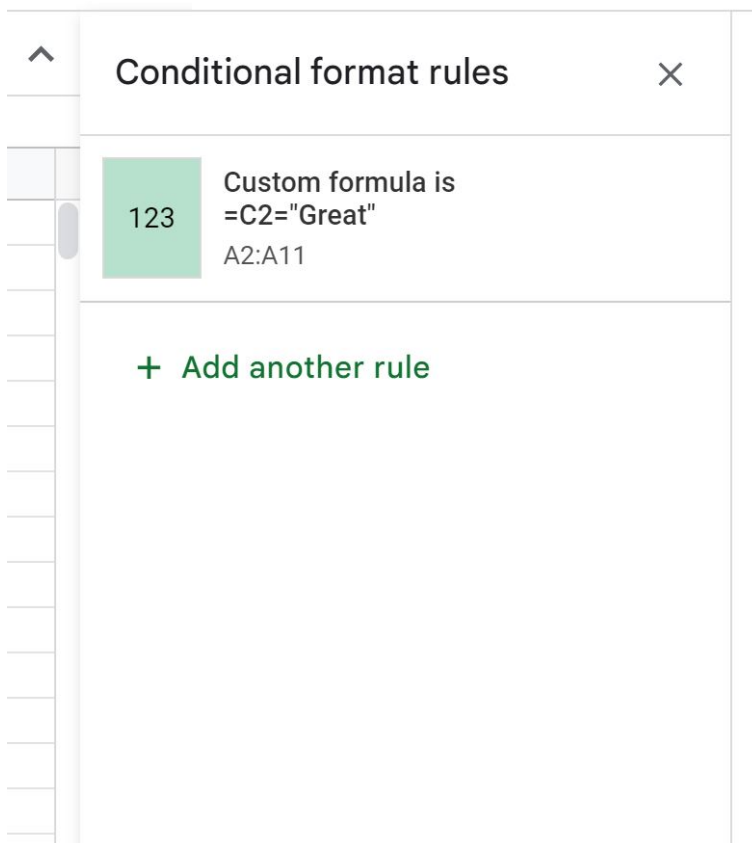 Conditional format rules
123
Custom formula is
=C2="Great"
A2:A11
+ Add another rule